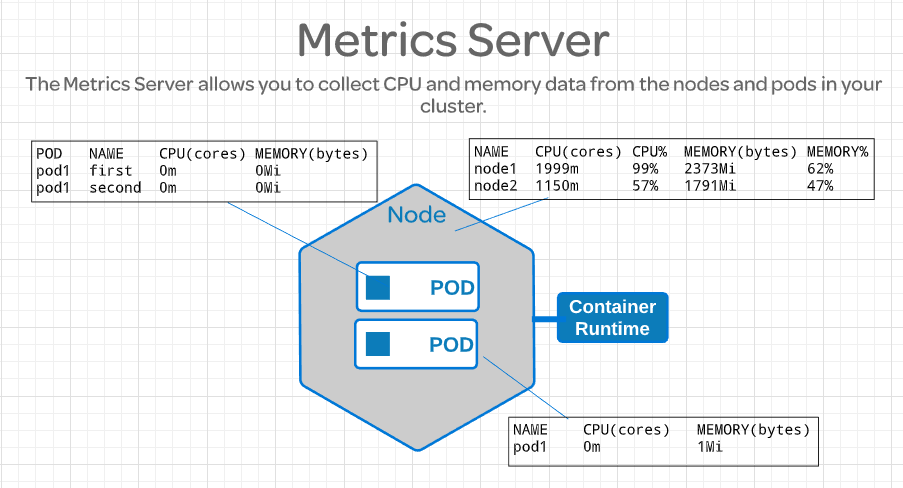 Metrics Server
The Metrics Server allows you to collect CPU and memory data from the nodes and pods in your
cluster.
POD NAME CPU(cores) MEMORY(bytes)
pod1 first 0m 0Mi
pod1 second 0m 0Mi
NAME CPU(cores) CPU% MEMORY(bytes) MEMORY%
node1 1999m 99% 2373Mi 62%
node2 1150m 57% 1791Mi 47%
Node
POD
POD
Container
Runtime
NAME CPU(cores) MEMORY(bytes)
pod1 0m 1Mi